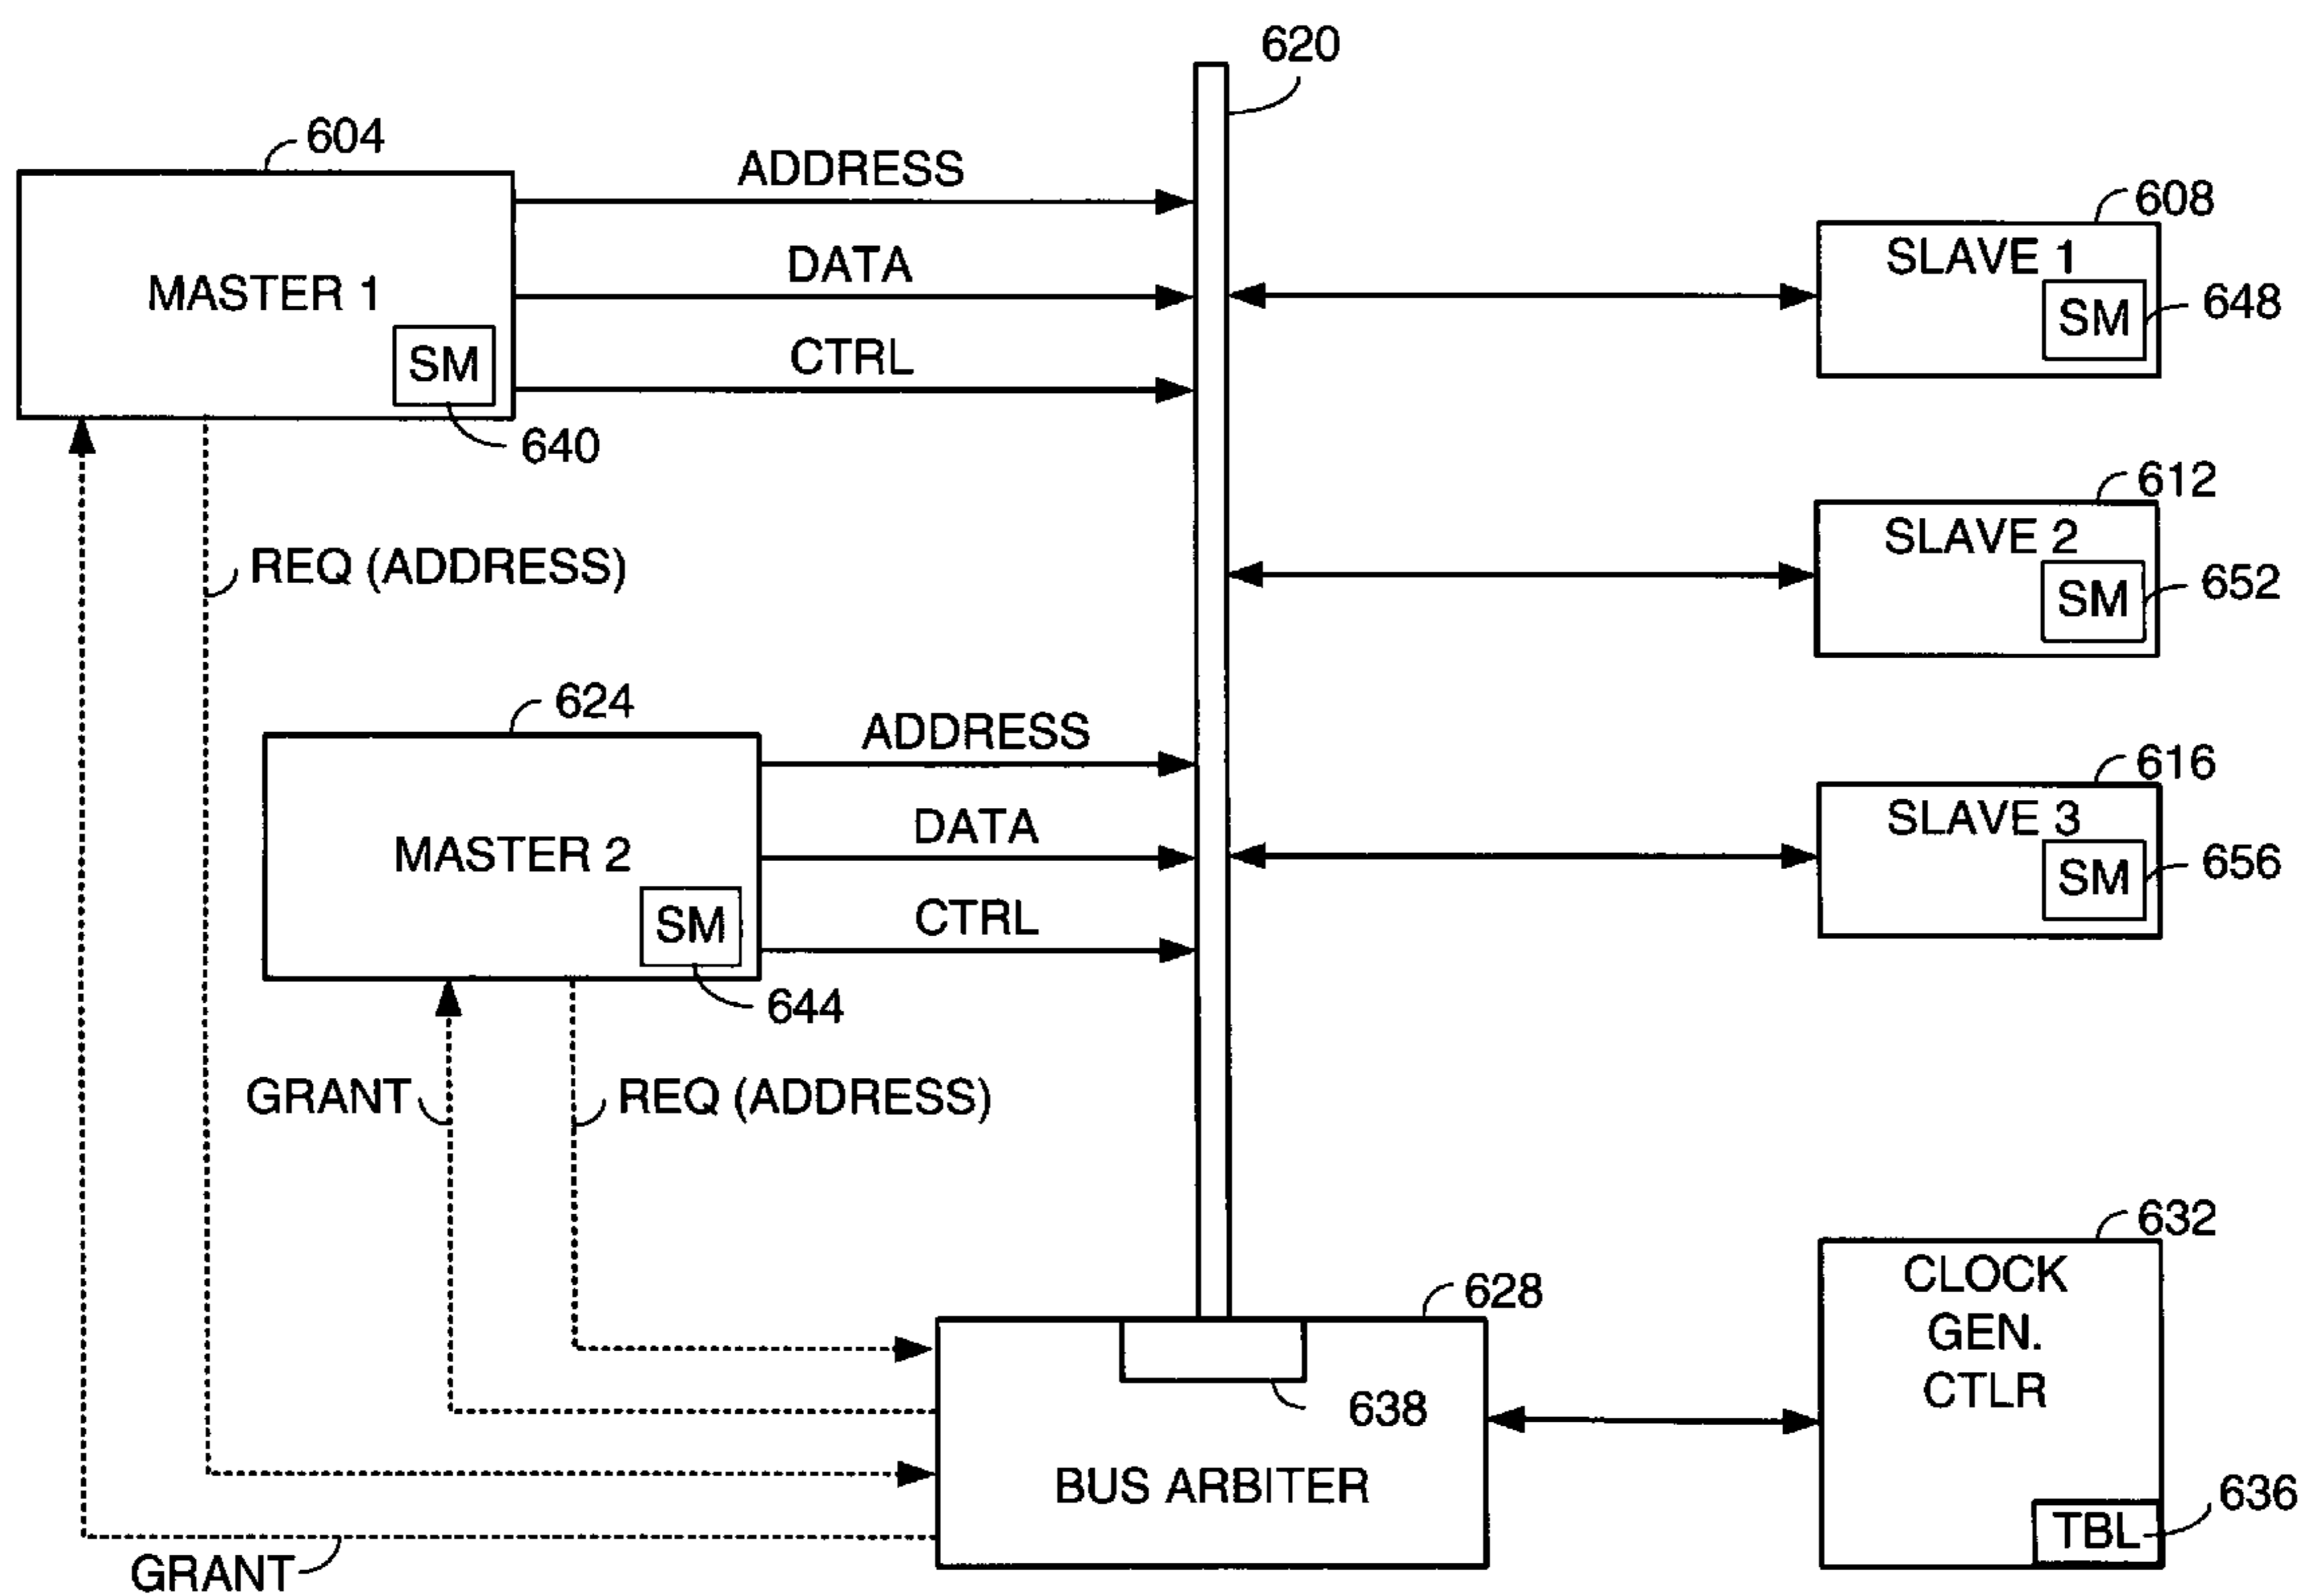 620
604
ADDRESS
608
SLAVE 1
DATA
MASTER 1
SM
648
CTRL
SM
640
612
SLAVE 2
REQ (ADDRESS)
SM
652
624
ADDRESS
616
SLAVE 3
DATA
MASTER 2
SM
656
CTRL
SM
644
GRANT
REQ (ADDRESS)
632
CLOCK
GEN.
CTLR
628
638
BUS ARBITER
636
TBL
GRANT